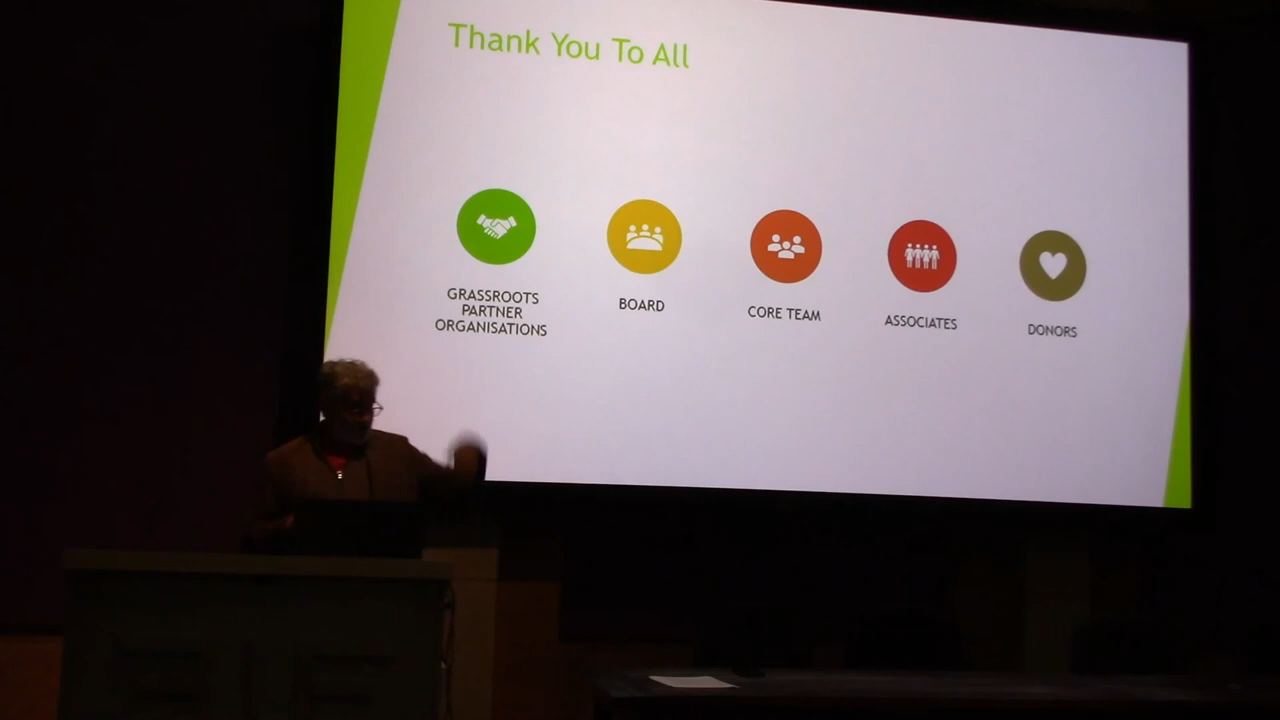 Thank You To All
GRASSROOTS
PARTNER
ORGANISATIONS
BOARD
CORE TEAM
ASSOCIATES
DONORS